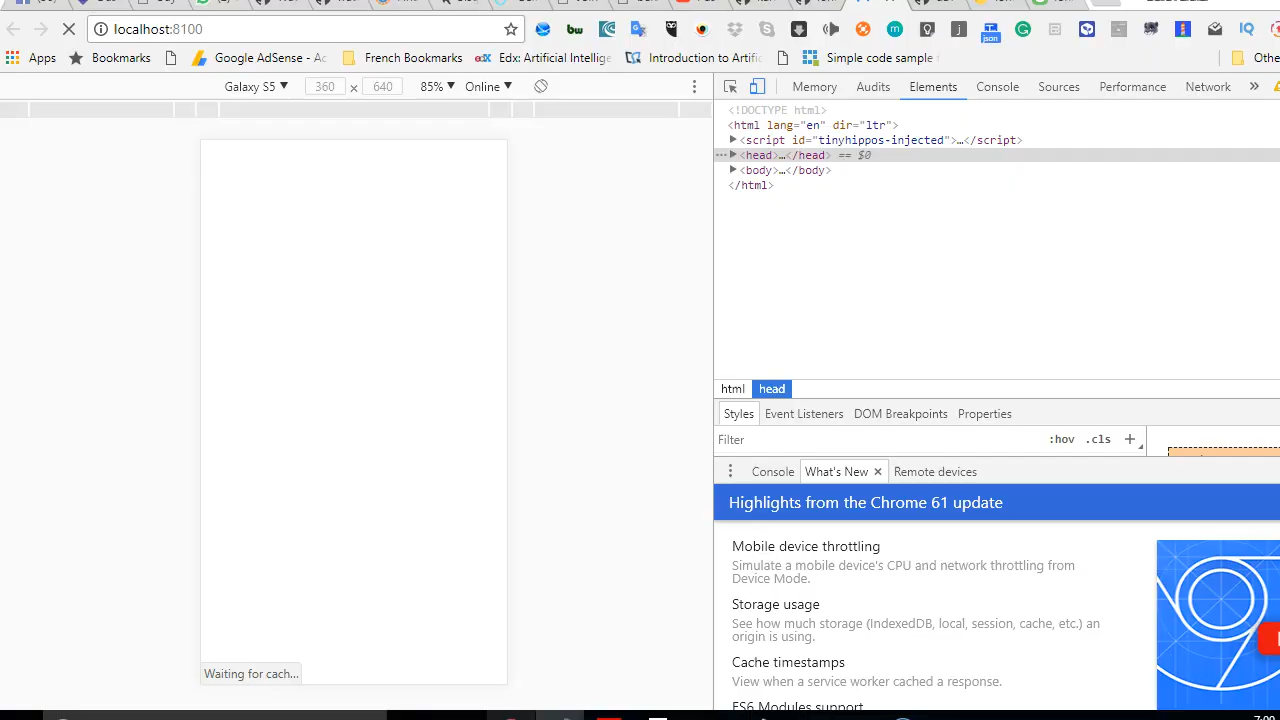 localhost:8100
bw
json
IQ
Apps
Bookmarks
Google AdSense - Ac
French Bookmarks
edX
Edx: Artificial Intellige
Introduction to Artific
Simple code sample
Othe
Galaxy S5 ▼ 360 × 640 85% ▼ Online ▼
Memory Audits Elements Console Sources Performance Network »
<!DOCTYPE html>
<html lang="en" dir="ltr">
▶<script id="tinyhippos-injected">…</script>
…▶<head>…</head> == $0
▶<body>…</body>
</html>
html head
Styles Event Listeners DOM Breakpoints Properties
Filter :hov .cls +
Console What's New × Remote devices
Highlights from the Chrome 61 update
Mobile device throttling
Simulate a mobile device's CPU and network throttling from
Device Mode.
Storage usage
See how much storage (IndexedDB, local, session, cache, etc.) an
origin is using.
Cache timestamps
View when a service worker cached a response.
ES6 Modules support
Waiting for cach...